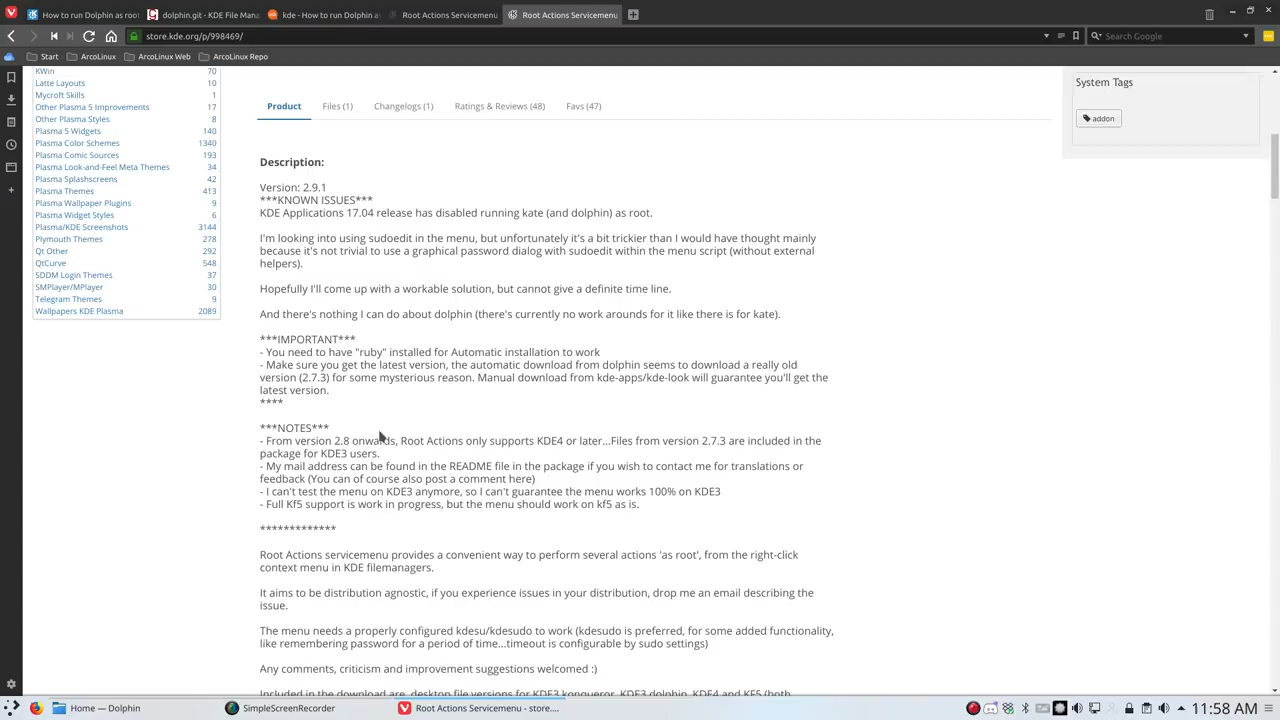 How to run Dolphin as root
dolphin.git - KDE File Mana
kde - How to run Dolphin as
Root Actions Servicemenu
Root Actions Servicemenu
store.kde.org/p/998469/
Search Google
Start
ArcoLinux
ArcoLinux Web
ArcoLinux Repo
KWin 70
Latte Layouts 10
Mycroft Skills 1
Other Plasma 5 Improvements 17
Other Plasma Styles 8
Plasma 5 Widgets 140
Plasma Color Schemes 1340
Plasma Comic Sources 193
Plasma Look-and-Feel Meta Themes 34
Plasma Splashscreens 42
Plasma Themes 413
Plasma Wallpaper Plugins 9
Plasma Widget Styles 6
Plasma/KDE Screenshots 3144
Plymouth Themes 278
Qt Other 292
QtCurve 548
SDDM Login Themes 37
SMPlayer/MPlayer 30
Telegram Themes 9
Wallpapers KDE Plasma 2089
Product
Files (1)
Changelogs (1)
Ratings & Reviews (48)
Favs (47)
System Tags
addon
Description:
Version: 2.9.1
***KNOWN ISSUES***
KDE Applications 17.04 release has disabled running kate (and dolphin) as root.
I'm looking into using sudoedit in the menu, but unfortunately it's a bit trickier than I would have thought mainly
because it's not trivial to use a graphical password dialog with sudoedit within the menu script (without external
helpers).
Hopefully I'll come up with a workable solution, but cannot give a definite time line.
And there's nothing I can do about dolphin (there's currently no work arounds for it like there is for kate).
***IMPORTANT***
- You need to have "ruby" installed for Automatic installation to work
- Make sure you get the latest version, the automatic download from dolphin seems to download a really old
version (2.7.3) for some mysterious reason. Manual download from kde-apps/kde-look will guarantee you'll get the
latest version.
****
***NOTES***
- From version 2.8 onwards, Root Actions only supports KDE4 or later...Files from version 2.7.3 are included in the
package for KDE3 users.
- My mail address can be found in the README file in the package if you wish to contact me for translations or
feedback (You can of course also post a comment here)
- I can't test the menu on KDE3 anymore, so I can't guarantee the menu works 100% on KDE3
- Full Kf5 support is work in progress, but the menu should work on kf5 as is.
*************
Root Actions servicemenu provides a convenient way to perform several actions 'as root', from the right-click
context menu in KDE filemanagers.
It aims to be distribution agnostic, if you experience issues in your distribution, drop me an email describing the
issue.
The menu needs a properly configured kdesu/kdesudo to work (kdesudo is preferred, for some added functionality,
like remembering password for a period of time...timeout is configurable by sudo settings)
Any comments, criticism and improvement suggestions welcomed :)
Included in the download are .desktop file versions for KDE3 konqueror, KDE3 dolphin, KDE4 and KF5 (both
Home — Dolphin
SimpleScreenRecorder
Root Actions Servicemenu - store....
11:58 AM